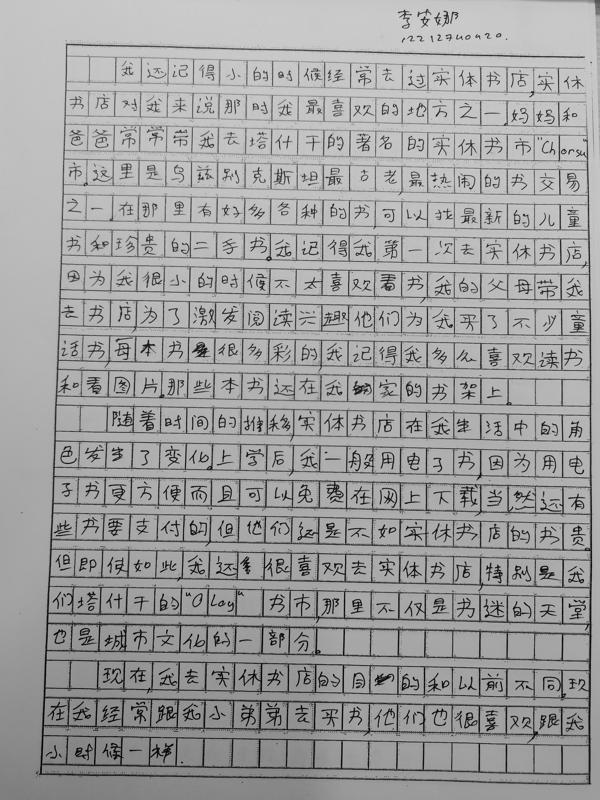 李安娜
12212740920.
我还记得小的时候经常去过实体书店,实休
书店对我来说那时我最喜欢的地方之一.妈妈和
爸爸常常带我去塔什干的著名的实休书市"Chorsu"
市.这里是乌兹别克斯坦最古老,最热闹的书交易
之一.在那里有好多各种的书,可以找最新的儿童
书和珍贵的二手书.我记得我第一次去实休书店,
因为我很小的时候不太喜欢看书,我的父母带我
去书店,为了激发阅读兴趣他们为我买了不少童
话书,每本书是很多彩的,我记得我多么喜欢读书
和看图片.那些本书还在我家的书架上.
随着时间的推移,实体书店在我生活中的角
色发生了变化.上学后,我一般用电子书,因为用电
子书更方便而且可以免费在网上下载,当然还有
些书要支付的,但他们还是不如实休书店的书贵.
但即使如此,我还很喜欢去实体书店,特别是我
们塔什干的"Olay"书市,那里不仅是书迷的天堂,
也是城市文化的一部分.
现在,我去实休书店的目的和以前不同.现
在我经常跟我小弟弟去买书,他们也很喜欢,跟我
小时候一样.